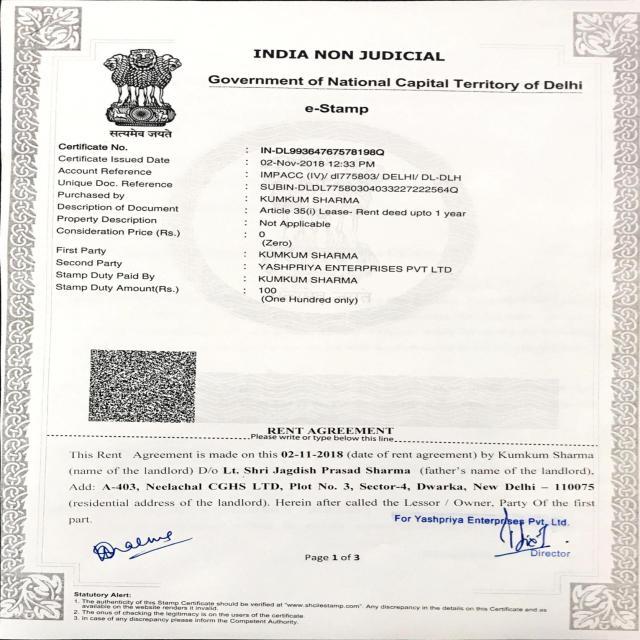 INDIA NON JUDICIAL
Government of National Capital Territory of Delhi
e-Stamp
सत्यमेव जयते
Certificate No. : IN-DL99364767578198Q
Certificate Issued Date : 02-Nov-2018 12:33 PM
Account Reference : IMPACC (IV)/ dl775803/ DELHI/ DL-DLH
Unique Doc. Reference : SUBIN-DLDL77580304033227222564Q
Purchased by : KUMKUM SHARMA
Description of Document : Article 35(i) Lease- Rent deed upto 1 year
Property Description : Not Applicable
Consideration Price (Rs.) : 0
(Zero)
First Party : KUMKUM SHARMA
Second Party : YASHPRIYA ENTERPRISES PVT LTD
Stamp Duty Paid By : KUMKUM SHARMA
Stamp Duty Amount(Rs.) : 100
(One Hundred only)
RENT AGREEMENT
Please write or type below this line
This Rent Agreement is made on this 02-11-2018 (date of rent agreement) by Kumkum Sharma
(name of the landlord) D/o Lt. Shri Jagdish Prasad Sharma (father's name of the landlord),
Add: A-403, Neelachal CGHS LTD, Plot No. 3, Sector-4, Dwarka, New Delhi – 110075
(residential address of the landlord). Herein after called the Lessor / Owner, Party Of the first
part.
For Yashpriya Enterprises Pvt. Ltd.
Director
Page 1 of 3
Statutory Alert:
1. The authenticity of this Stamp Certificate should be verified at "www.shcilestamp.com". Any discrepancy in the details on this Certificate and as
available on the website renders it invalid.
2. The onus of checking the legitimacy is on the users of the certificate.
3. In case of any discrepancy please inform the Competent Authority.